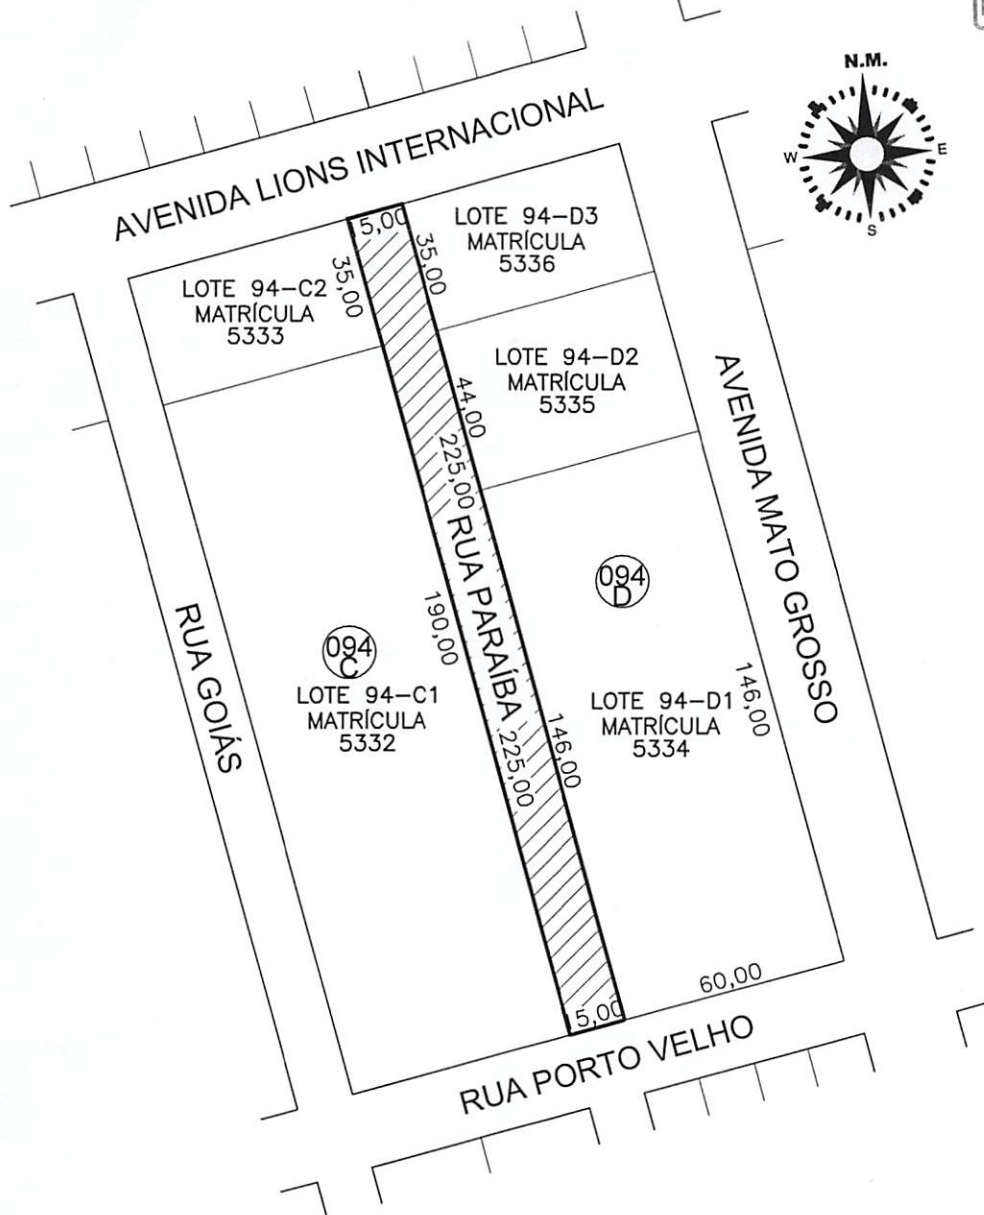 N.M.
E
W
S
AVENIDA LIONS INTERNACIONAL
15,00
35,00
35,00
LOTE 94-D3
MATRÍCULA
5336
LOTE 94-C2
MATRÍCULA
5333
LOTE 94-D2
MATRÍCULA
5335
44,00
225,00
RUA PARAÍBA
225,00
190,00
146,00
AVENIDA MATO GROSSO
094
D
094
C
RUA GOIÁS
LOTE 94-C1
MATRÍCULA
5332
LOTE 94-D1
MATRÍCULA
5334
146,00
60,00
15,00
RUA PORTO VELHO